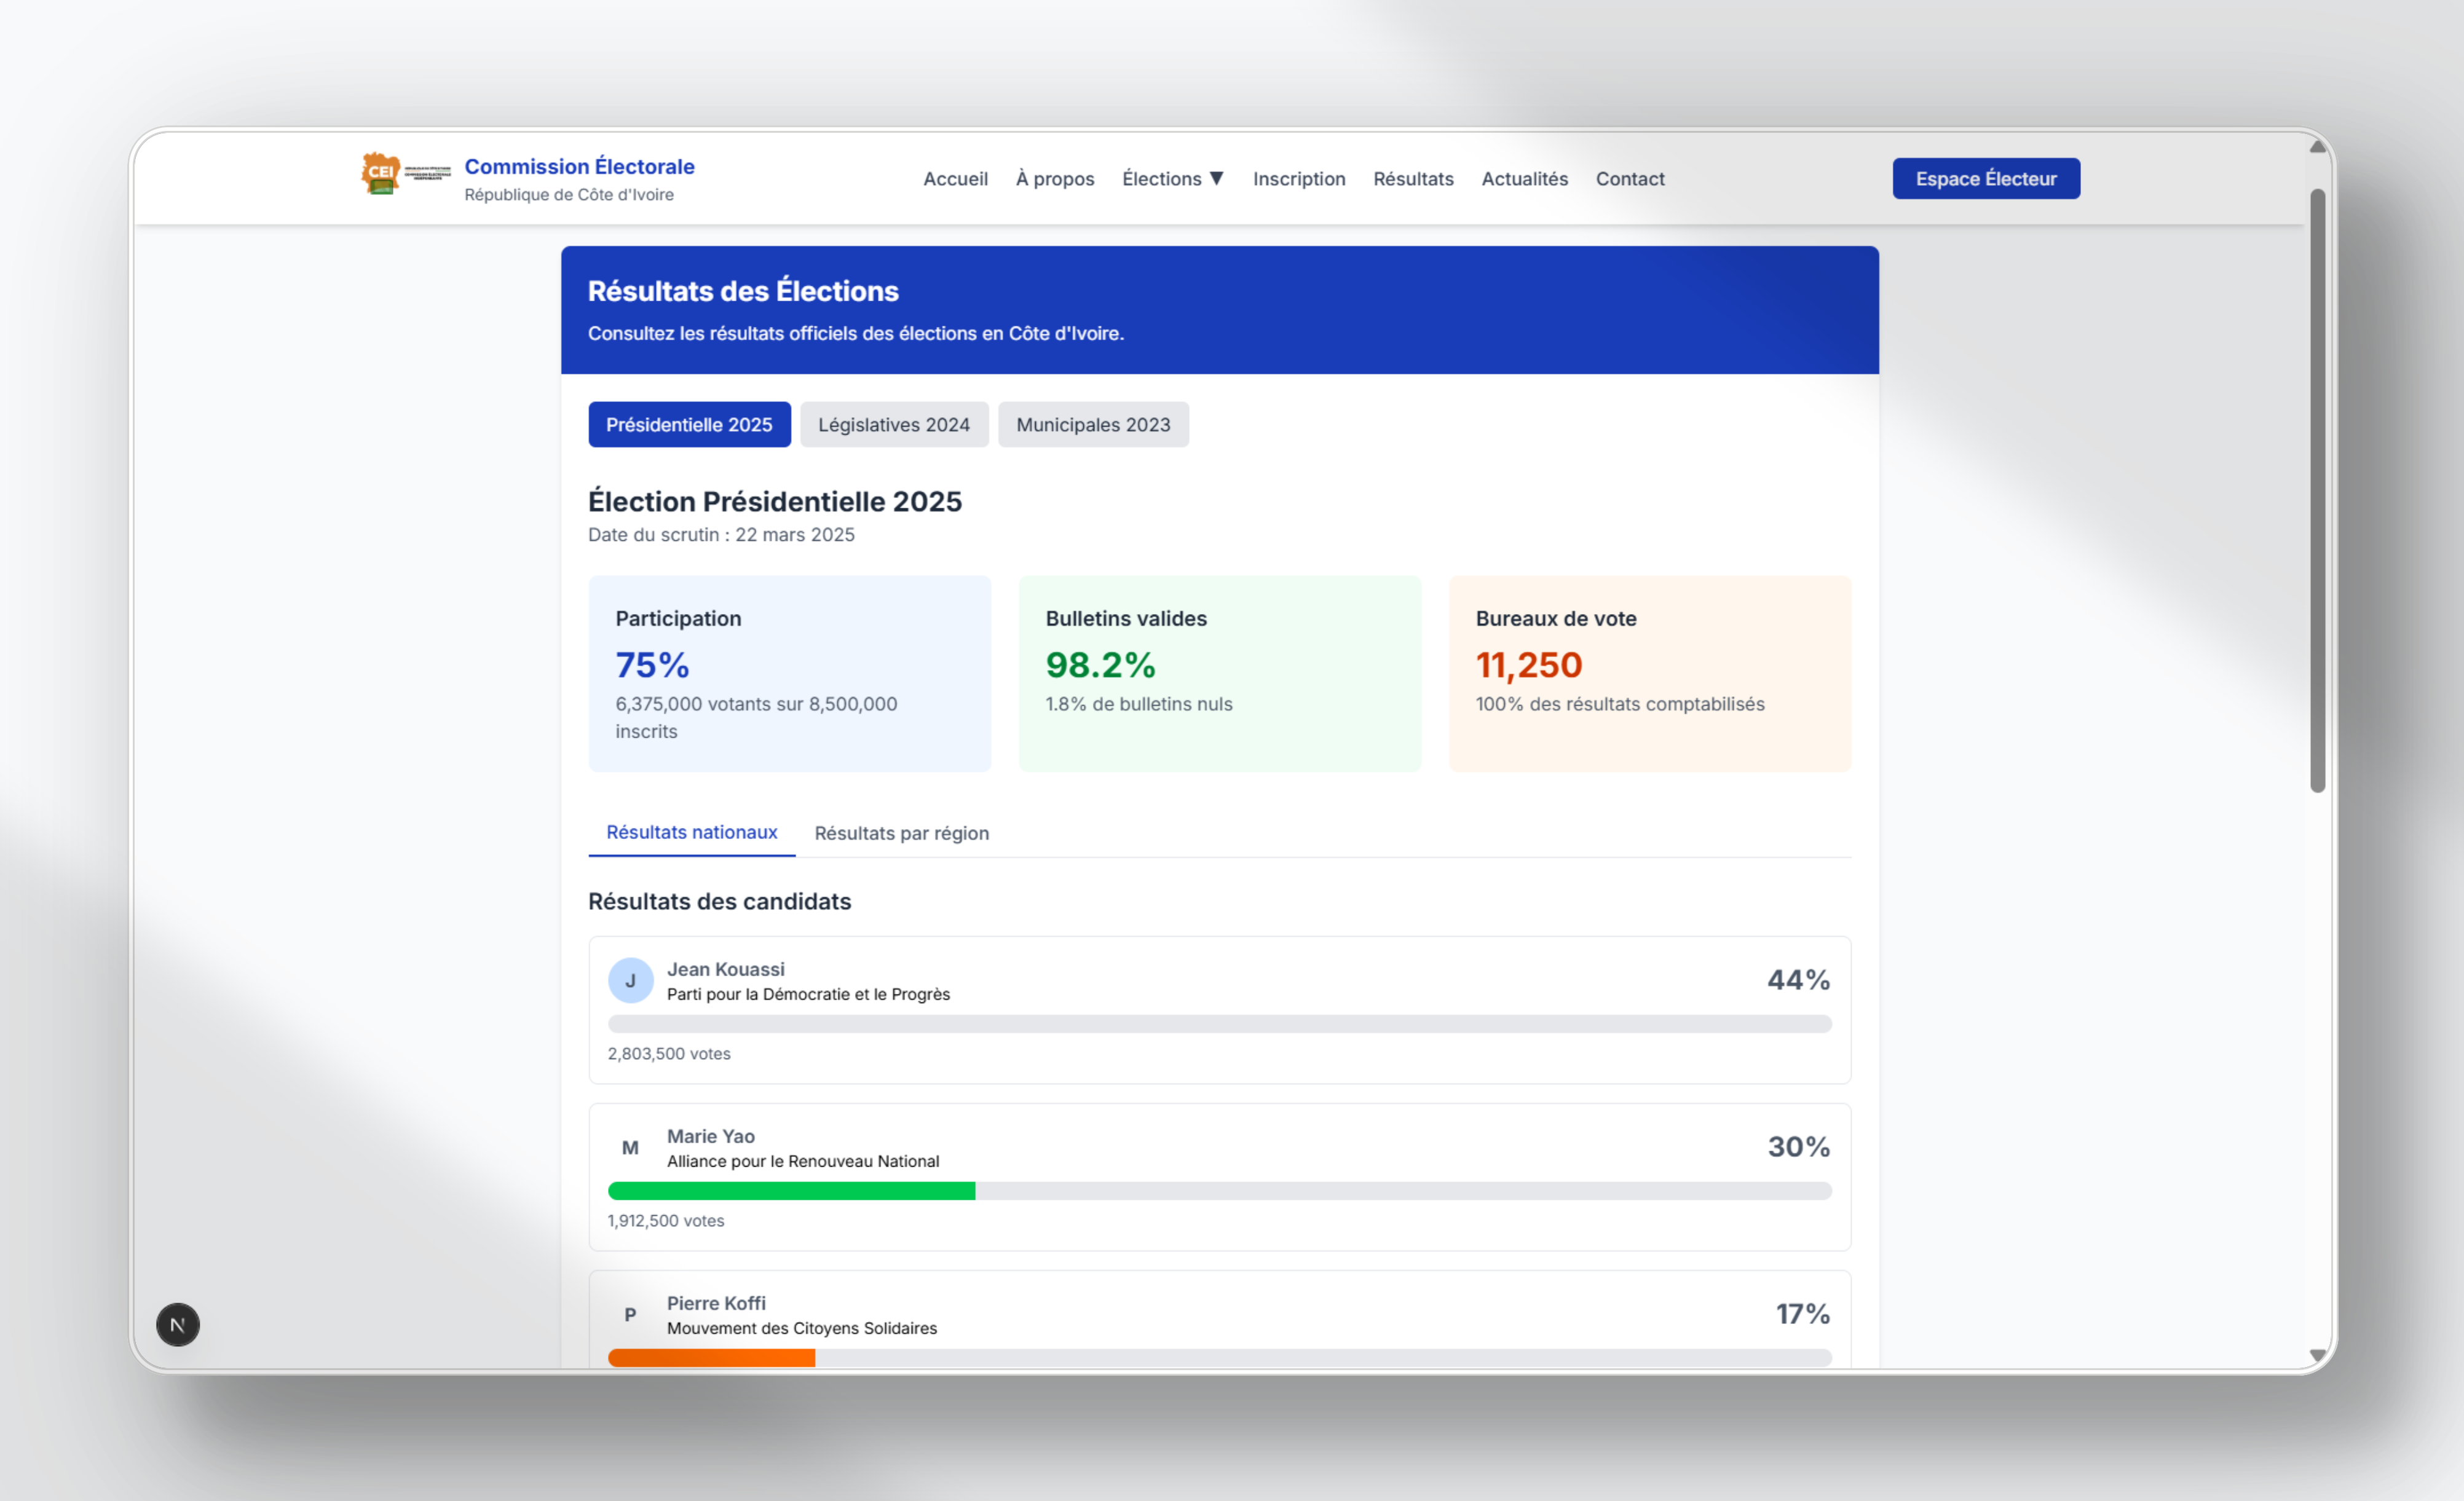 CEI
Commission Électorale
République de Côte d'Ivoire
Accueil À propos Élections ▼ Inscription Résultats Actualités Contact
Espace Électeur
Résultats des Élections
Consultez les résultats officiels des élections en Côte d'Ivoire.
Présidentielle 2025 Législatives 2024 Municipales 2023
Élection Présidentielle 2025
Date du scrutin : 22 mars 2025
Participation
75%
6,375,000 votants sur 8,500,000
inscrits
Bulletins valides
98.2%
1.8% de bulletins nuls
Bureaux de vote
11,250
100% des résultats comptabilisés
Résultats nationaux Résultats par région
Résultats des candidats
J
Jean Kouassi
Parti pour la Démocratie et le Progrès
44%
2,803,500 votes
M
Marie Yao
Alliance pour le Renouveau National
30%
1,912,500 votes
P
Pierre Koffi
Mouvement des Citoyens Solidaires
17%
N